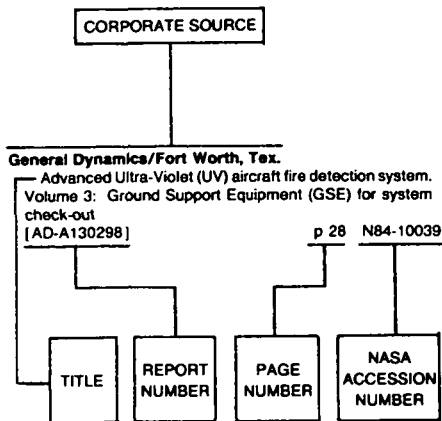 CORPORATE SOURCE
General Dynamics/Fort Worth, Tex.
Advanced Ultra-Violet (UV) aircraft fire detection system.
Volume 3: Ground Support Equipment (GSE) for system
check-out
[AD-A130298] p 28 N84-10039
TITLE
REPORT
NUMBER
PAGE
NUMBER
NASA
ACCESSION
NUMBER